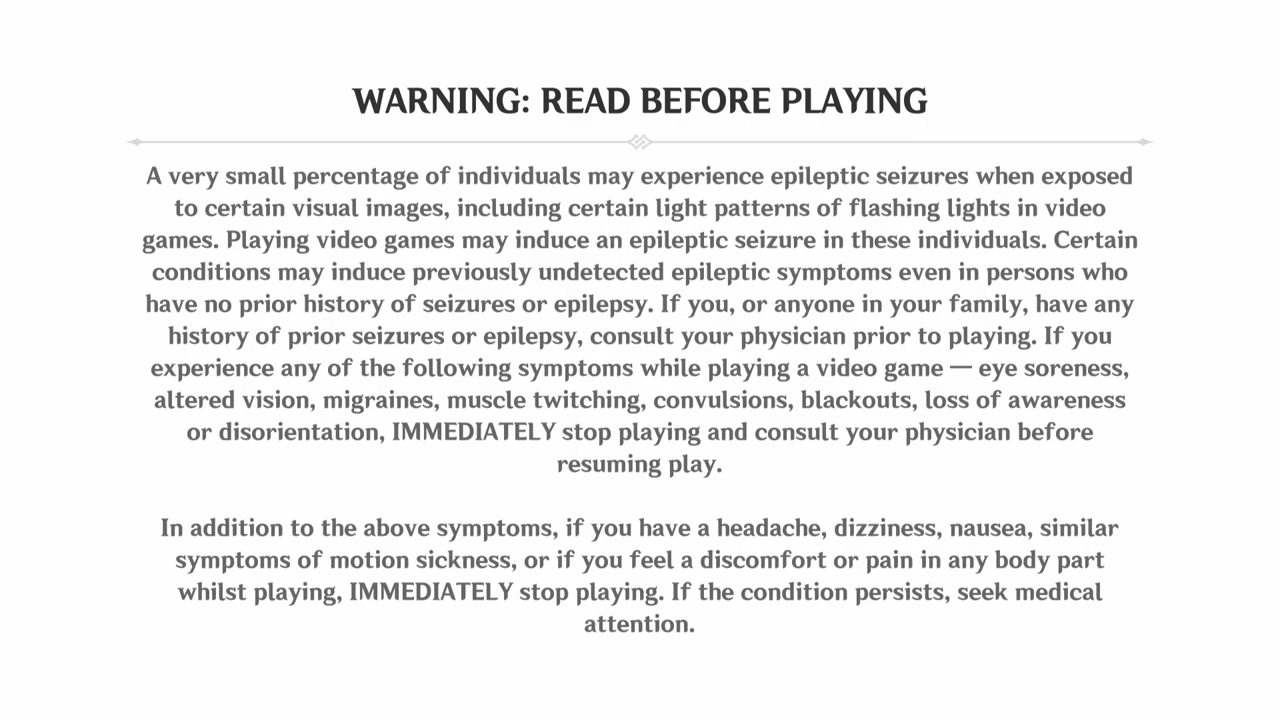 WARNING: READ BEFORE PLAYING
A very small percentage of individuals may experience epileptic seizures when exposed
to certain visual images, including certain light patterns of flashing lights in video
games. Playing video games may induce an epileptic seizure in these individuals. Certain
conditions may induce previously undetected epileptic symptoms even in persons who
have no prior history of seizures or epilepsy. If you, or anyone in your family, have any
history of prior seizures or epilepsy, consult your physician prior to playing. If you
experience any of the following symptoms while playing a video game — eye soreness,
altered vision, migraines, muscle twitching, convulsions, blackouts, loss of awareness
or disorientation, IMMEDIATELY stop playing and consult your physician before
resuming play.
In addition to the above symptoms, if you have a headache, dizziness, nausea, similar
symptoms of motion sickness, or if you feel a discomfort or pain in any body part
whilst playing, IMMEDIATELY stop playing. If the condition persists, seek medical
attention.